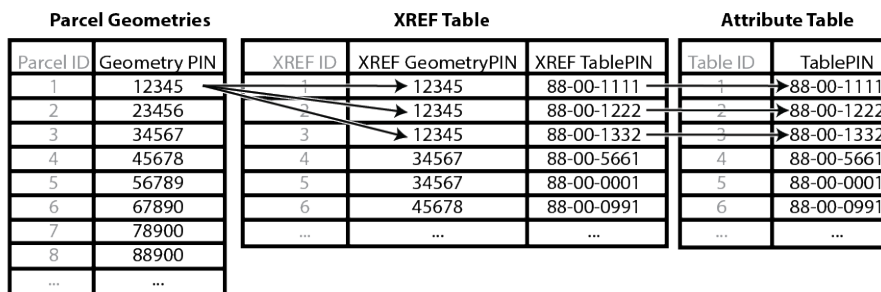 Parcel Geometries XREF Table Attribute Table
Parcel ID Geometry PIN XREF ID XREF GeometryPIN XREF TablePIN Table ID TablePIN
1 12345 1 12345 88-00-1111 1 88-00-1111
2 23456 2 12345 88-00-1222 2 88-00-1222
3 34567 3 12345 88-00-1332 3 88-00-1332
4 45678 4 34567 88-00-5661 4 88-00-5661
5 56789 5 34567 88-00-0001 5 88-00-0001
6 67890 6 45678 88-00-0991 6 88-00-0991
7 78900 ... ... ... ... ...
8 88900
... ...